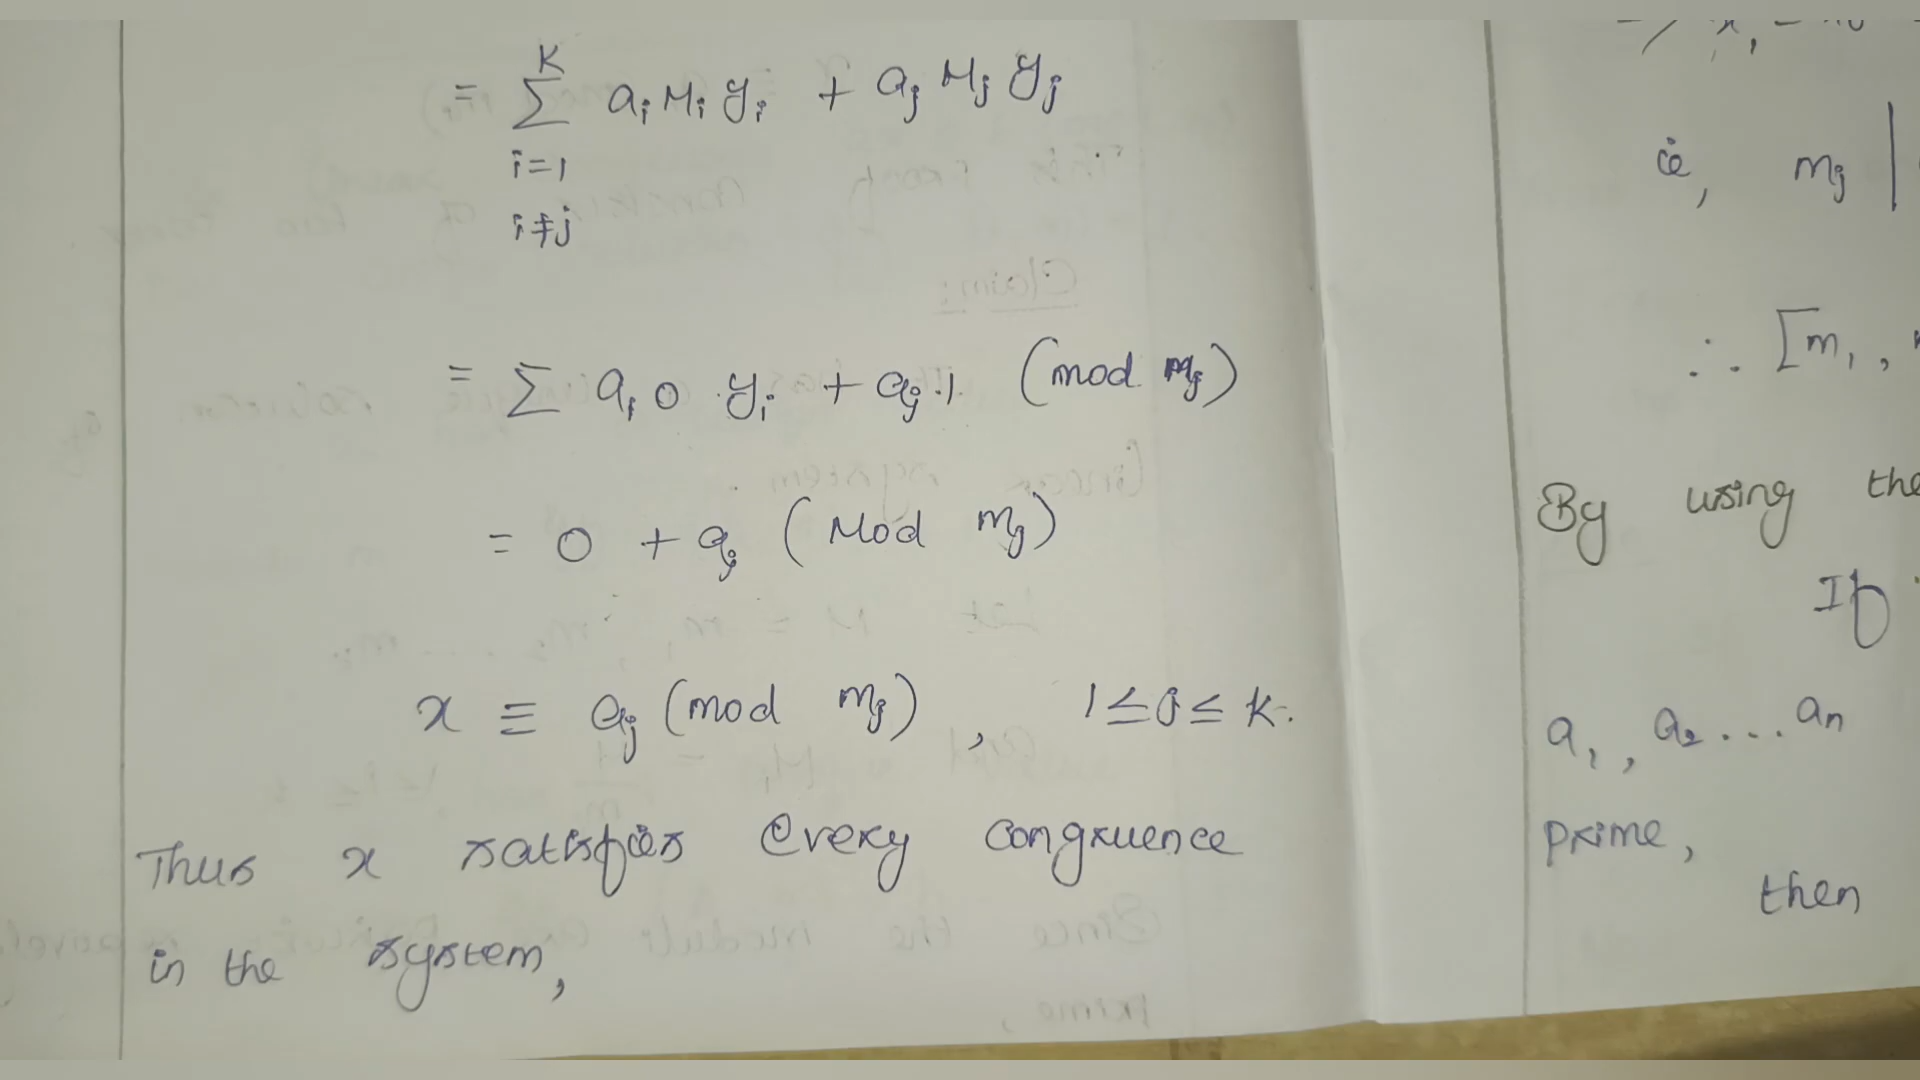 = K∑ aᵢ Mᵢ yᵢ + aⱼ Mⱼ yⱼ
i=1
i≠j
= ∑ aᵢ 0 · yᵢ + aⱼ·1 (mod mⱼ)
= 0 + aⱼ (Mod mⱼ)
x ≡ aⱼ (mod mⱼ), 1≤j≤k.
Thus x satisfies every congruence
in the system,
ie, mⱼ |
∴ [m₁,
By using the
If
a₁, a₂ ... aₙ
prime,
then